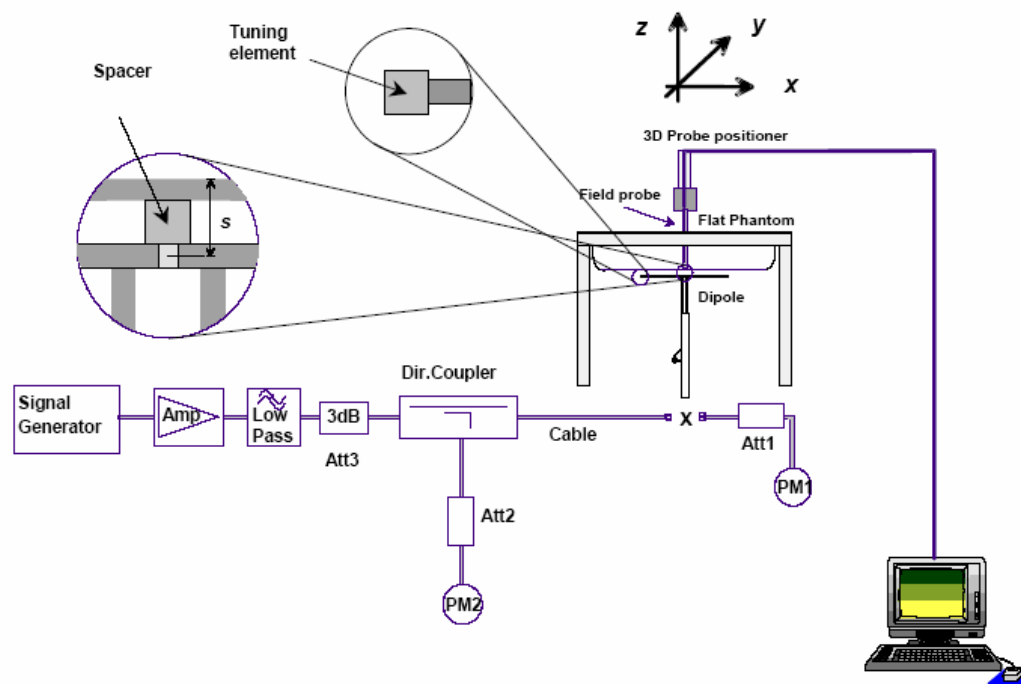 Tuning
element
Spacer
z
y
x
3D Probe positioner
Field probe
Flat Phantom
s
Dipole
Dir.Coupler
Signal
Generator
Amp
Low
Pass
3dB
Att3
Cable
X
Att1
PM1
Att2
PM2